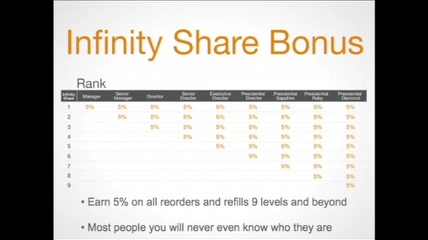 Infinity Share Bonus
Rank
Infinity Share Manager Senior Manager Director Senior Director Executive Director Presidential Director Presidential Sapphire Presidential Ruby Presidential Diamond
1 5% 5% 5% 5% 5% 5% 5% 5% 5%
2 5% 5% 5% 5% 5% 5% 5% 5%
3 5% 5% 5% 5% 5% 5% 5%
4 5% 5% 5% 5% 5% 5%
5 5% 5% 5% 5% 5%
6 5% 5% 5% 5%
7 5% 5% 5%
8 5% 5%
9 5%
• Earn 5% on all reorders and refills 9 levels and beyond
• Most people you will never even know who they are